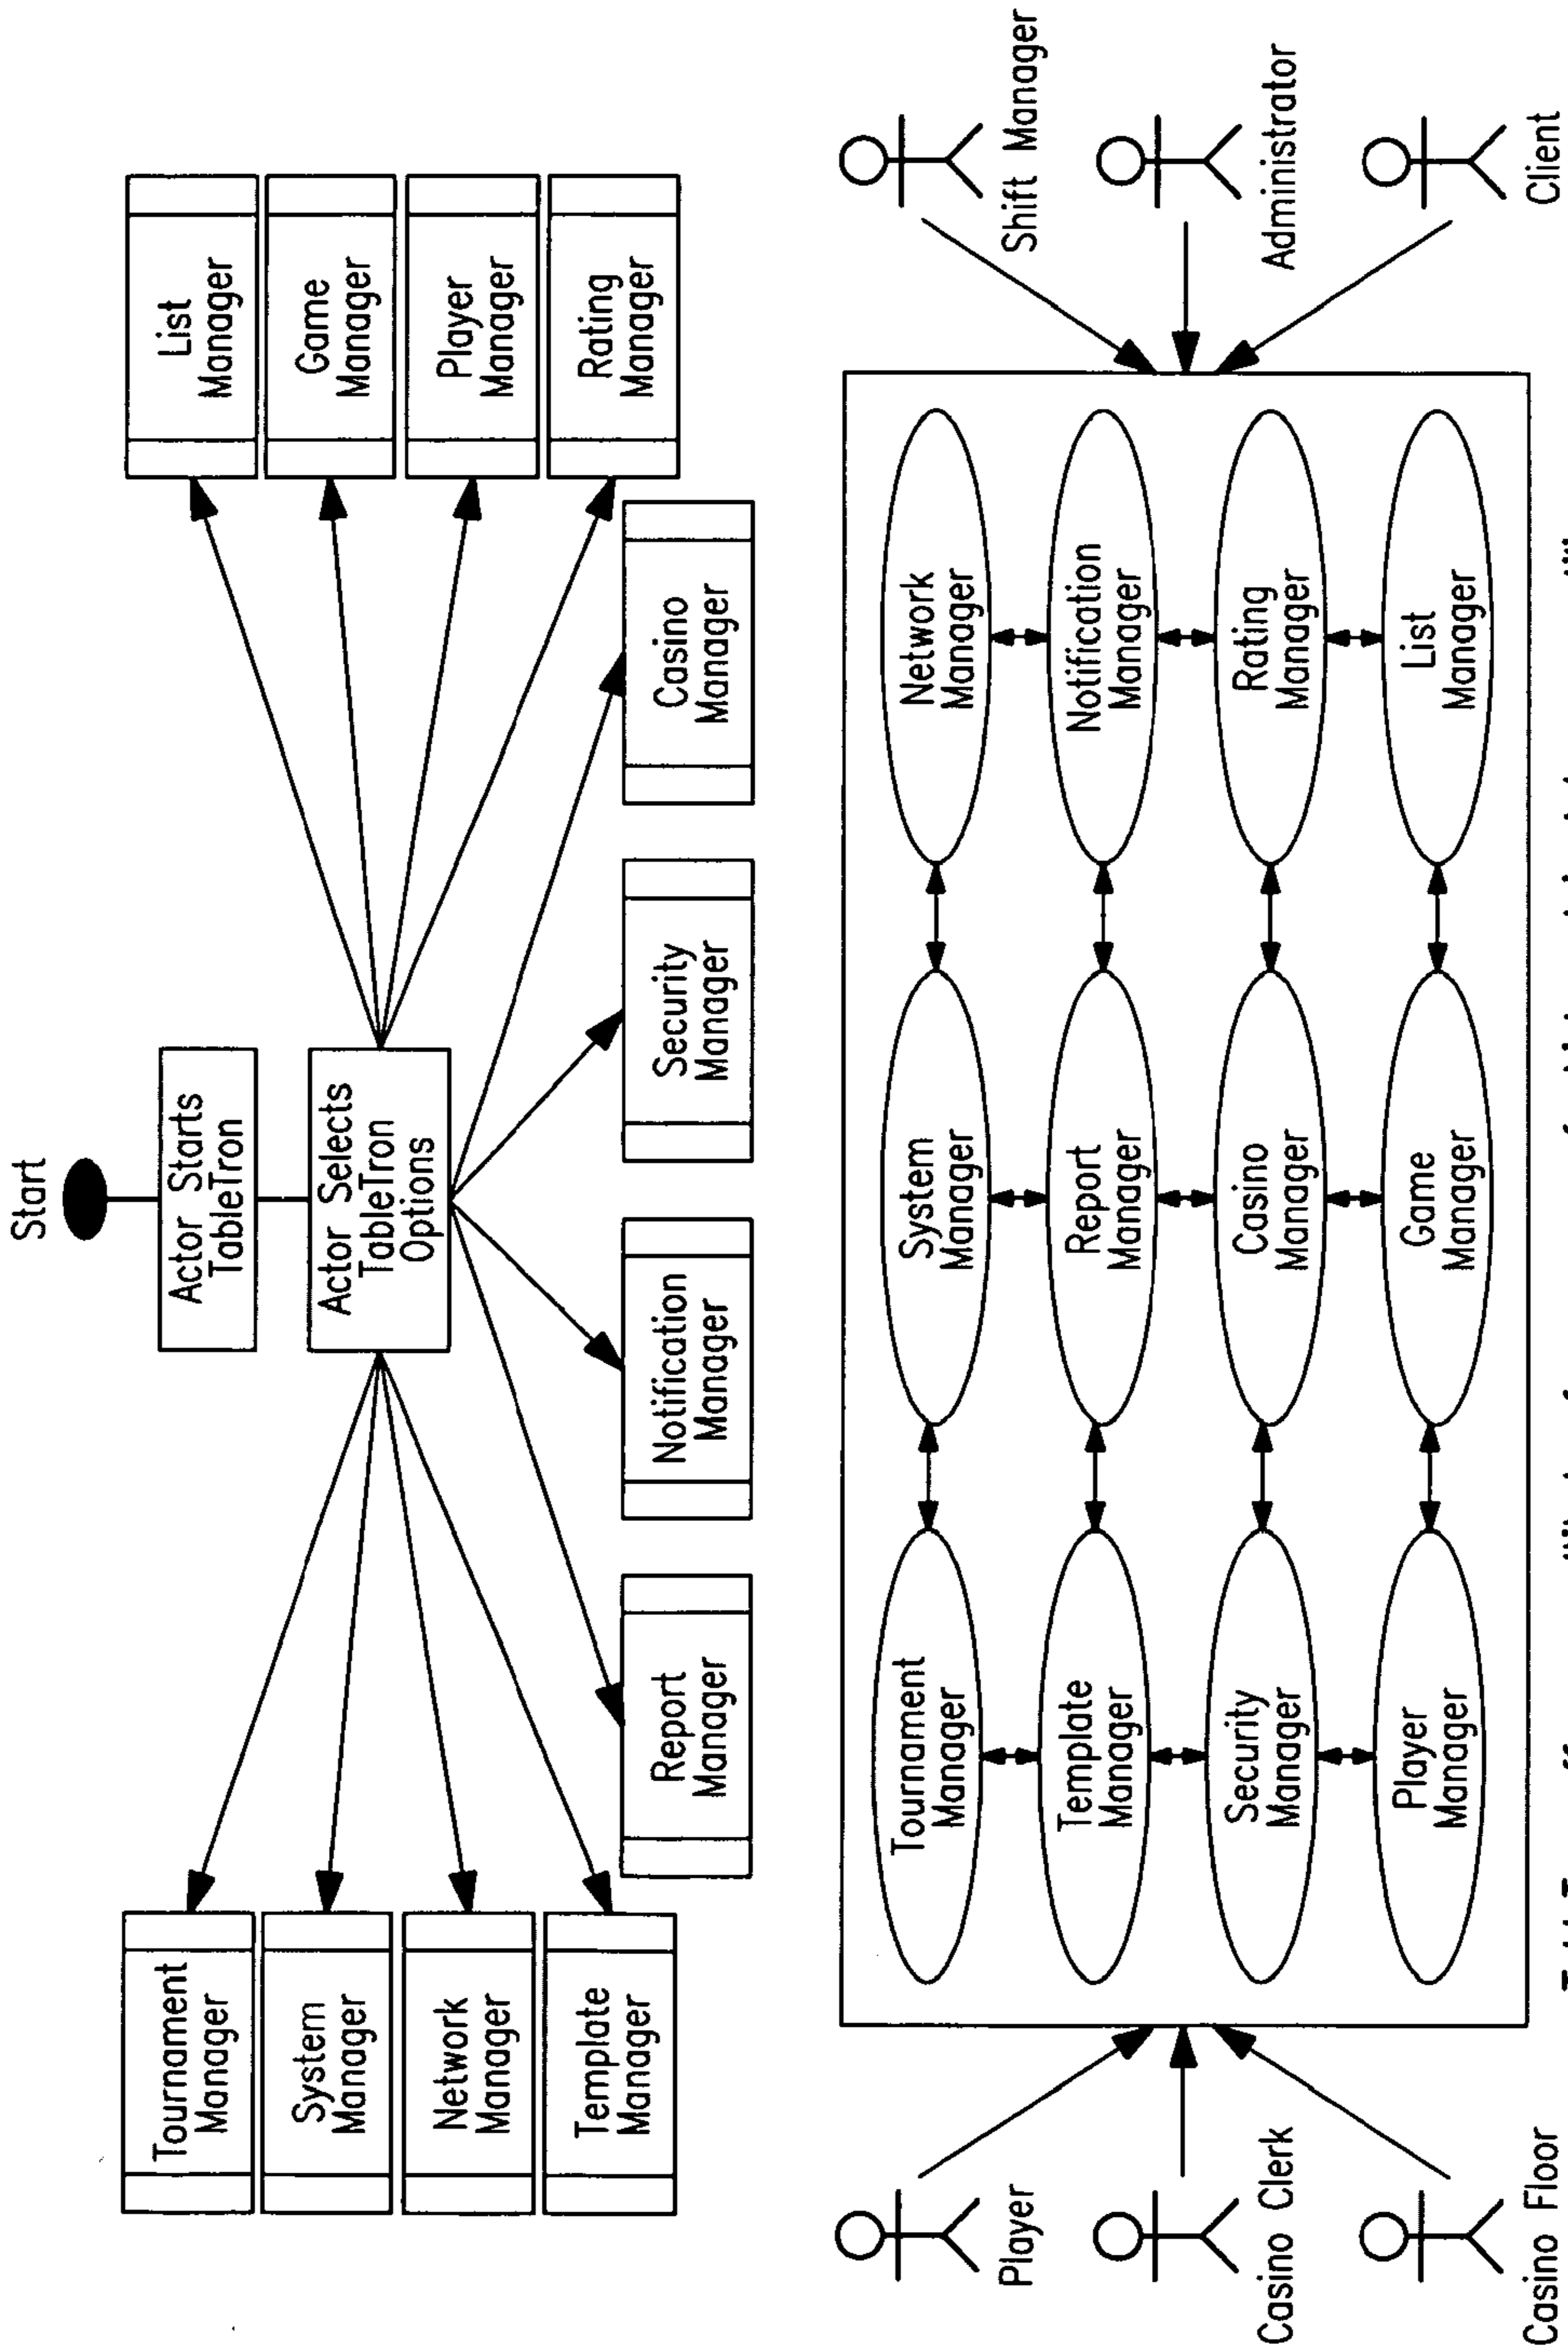 Start
Actor Starts
TableTron
Actor Selects
TableTron
Options
Tournament
Manager
System
Manager
Network
Manager
Template
Manager
List
Manager
Game
Manager
Player
Manager
Rating
Manager
Report
Manager
Notification
Manager
Security
Manager
Casino
Manager
Player
Casino Clerk
Casino Floor
Tournament
Manager
System
Manager
Network
Manager
Template
Manager
Report
Manager
Notification
Manager
Security
Manager
Casino
Manager
Rating
Manager
Player
Manager
Game
Manager
List
Manager
Shift Manager
Administrator
Client